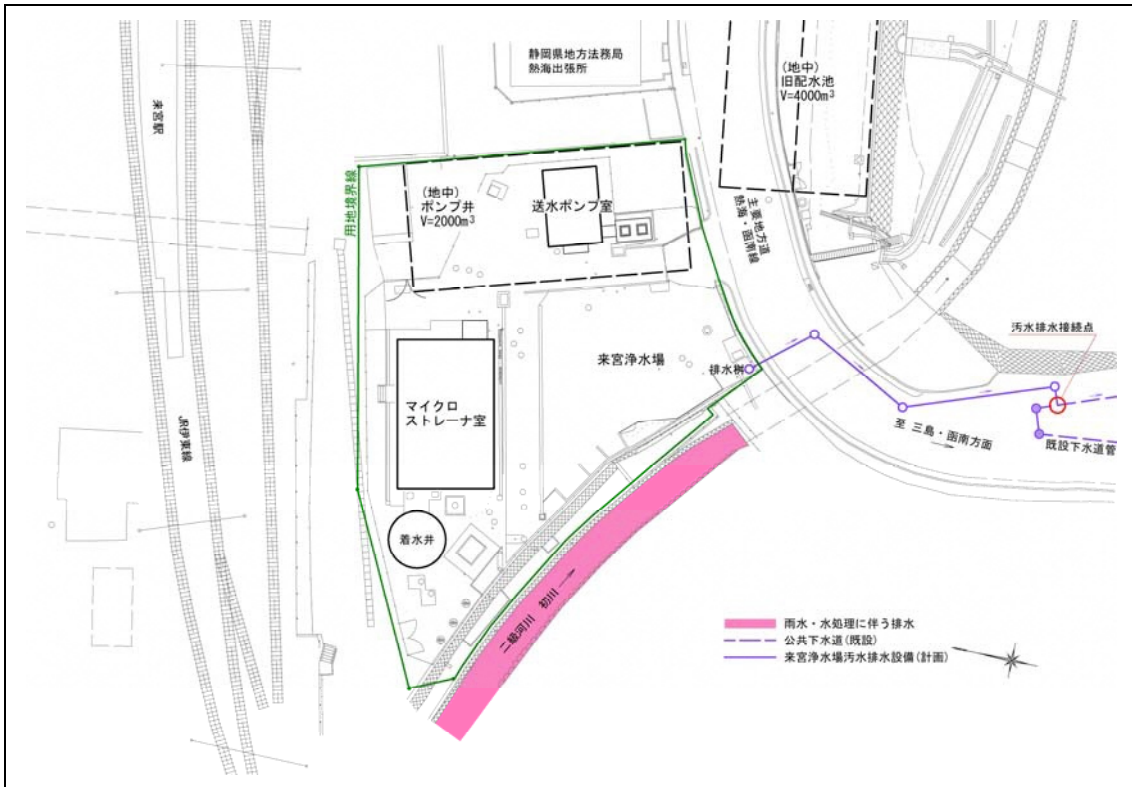 静岡県地方法務局
熱海出張所
(地中)
旧配水池
V=4000m³
来宮駅
用地境界線
(地中)
ポンプ井
V=2000m³
送水ポンプ室
主要地方道
熱海・函南線
汚水排水接続点
来宮浄水場
排水桝
マイクロ
ストレーナ室
JR伊東線
至 三島・函南方面
既設下水道管
着水井
二級河川 初川
雨水・水処理に伴う排水
公共下水道(既設)
来宮浄水場汚水排水設備(計画)